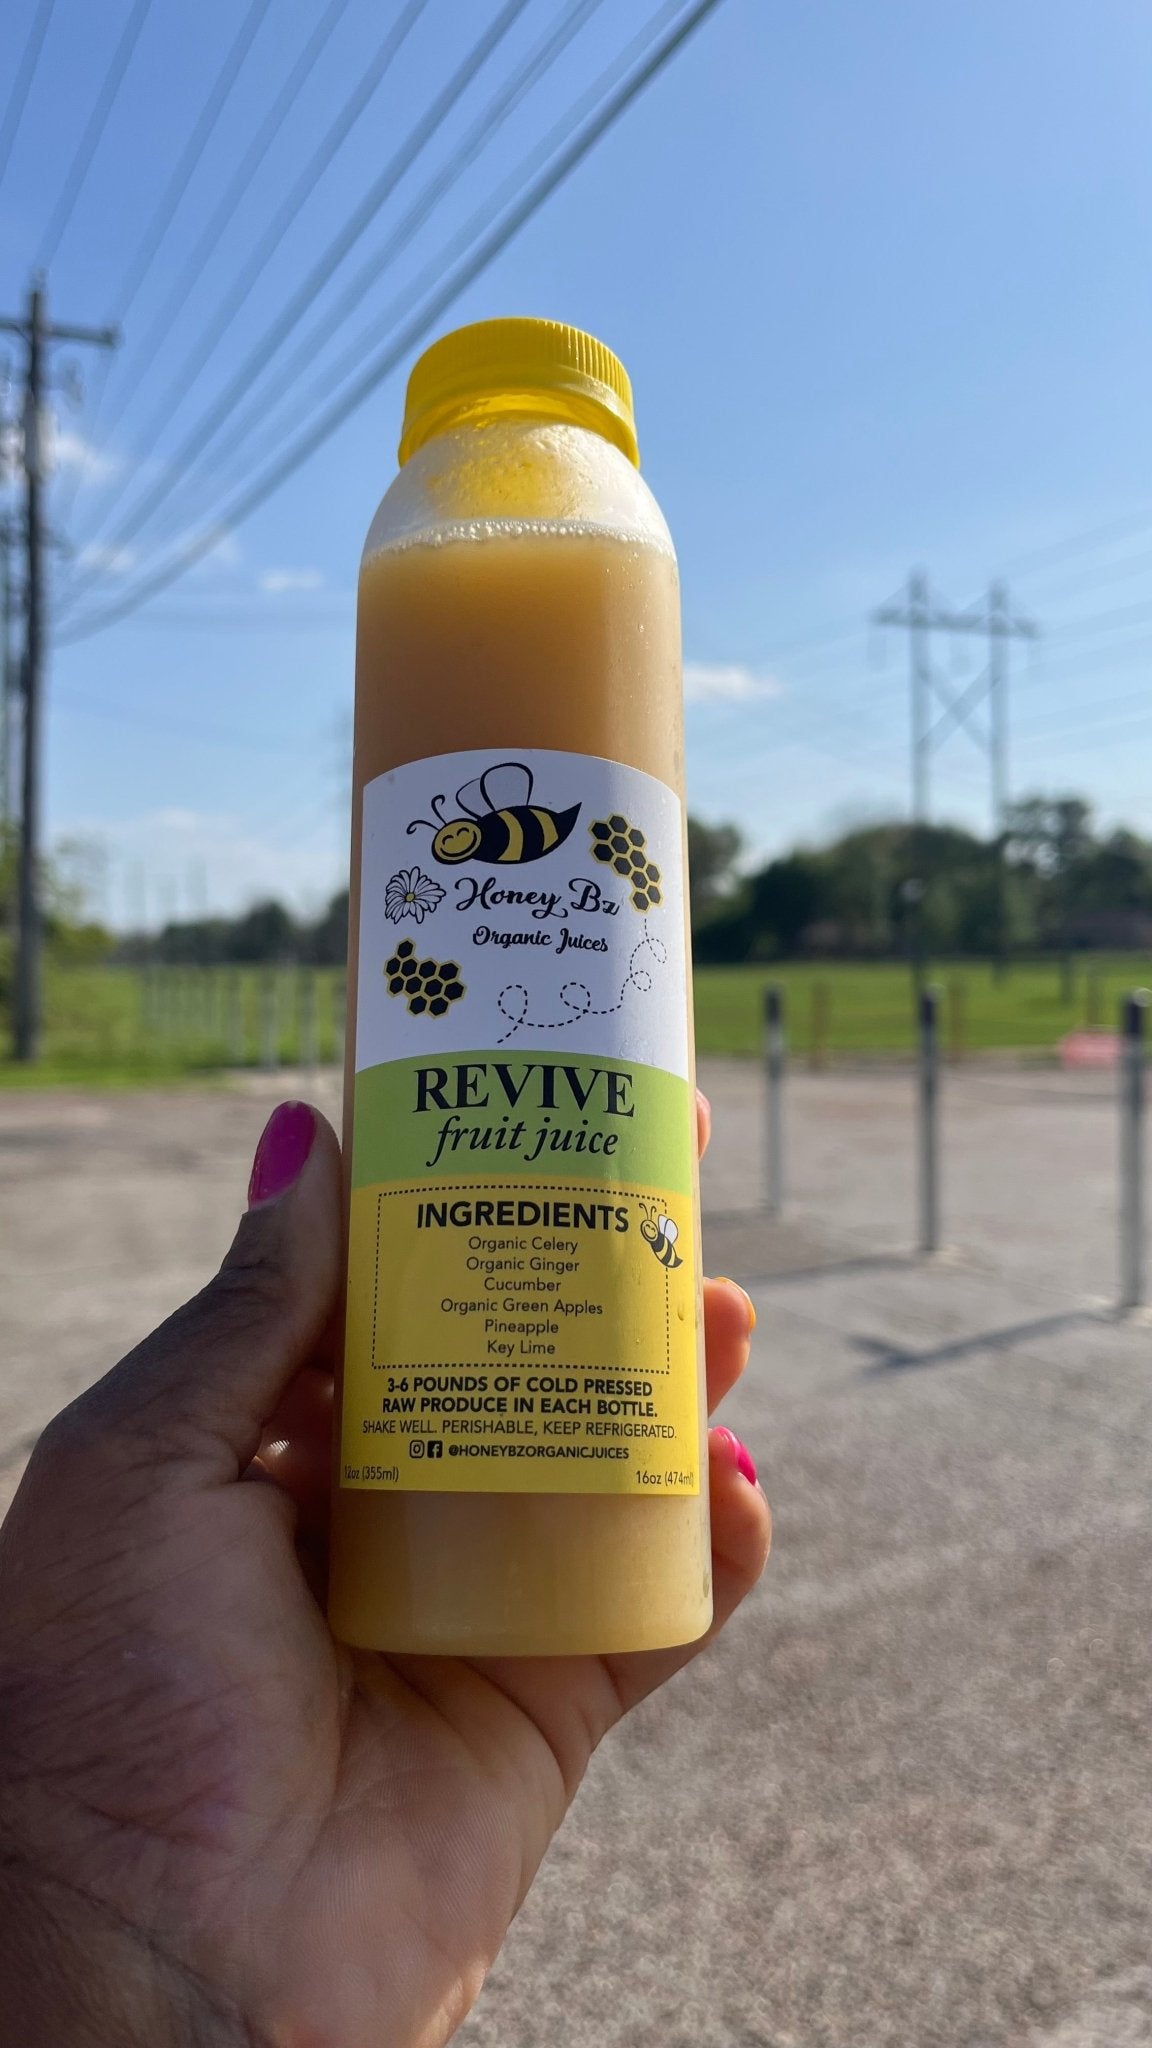 Honey Bz
Organic Juices
REVIVE
fruit juice
INGREDIENTS
Organic Celery
Organic Ginger
Cucumber
Organic Green Apples
Pineapple
Key Lime
3-6 POUNDS OF COLD PRESSED
RAW PRODUCE IN EACH BOTTLE.
SHAKE WELL. PERISHABLE, KEEP REFRIGERATED.
@HONEYBZORGANICJUICES
12oz (355ml) 16oz (474ml)